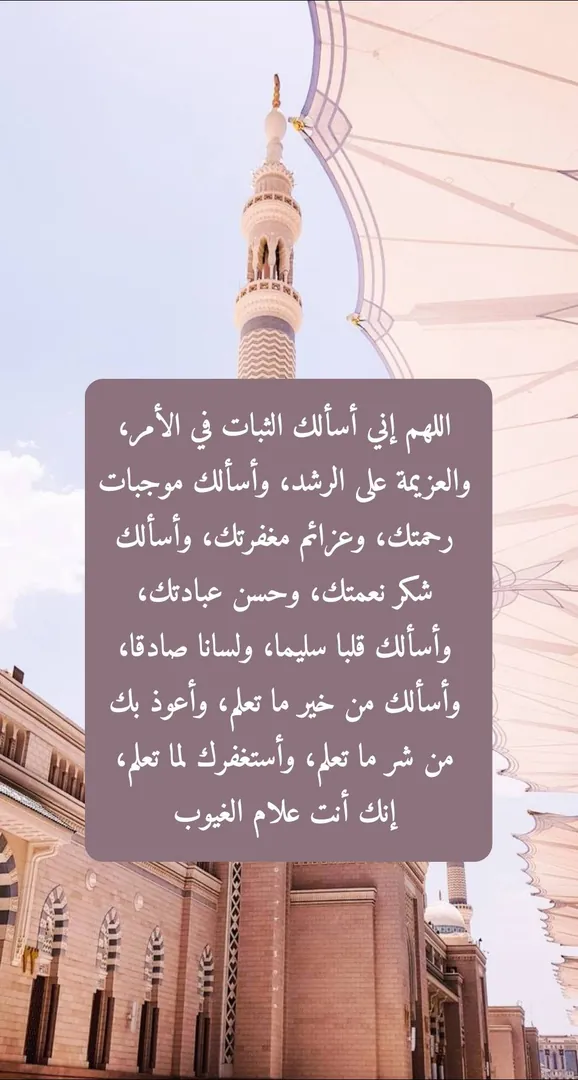 اللهم إني أسألك الثبات في الأمر،
والعزيمة على الرشد، وأسألك موجبات
رحمتك، وعزائم مغفرتك، وأسألك
شكر نعمتك، وحسن عبادتك،
وأسألك قلبا سليما، ولسانا صادقا،
وأسألك من خير ما تعلم، وأعوذ بك
من شر ما تعلم، وأستغفرك لما تعلم،
إنك أنت علام الغيوب